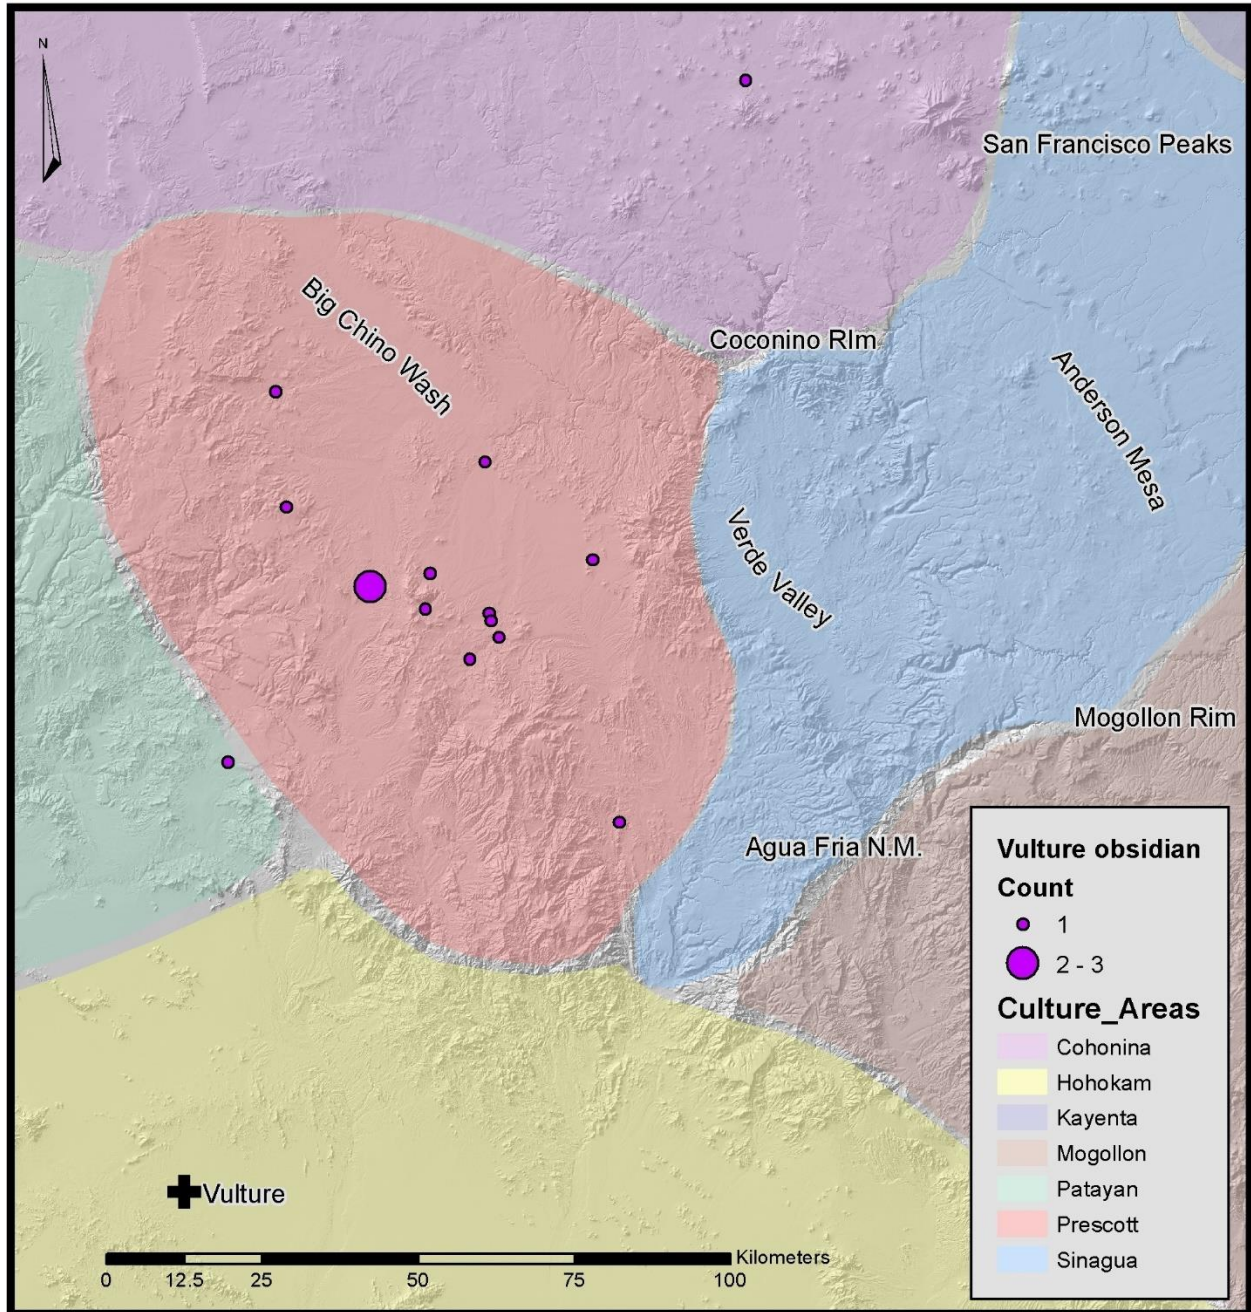 N
San Francisco Peaks
Big Chino Wash
Coconino RIm
Anderson Mesa
Verde Valley
Mogollon Rim
Agua Fria N.M.
Vulture obsidian
Count
1
2 - 3
Culture_Areas
Cohonina
Hohokam
Kayenta
Mogollon
Patayan
Prescott
Sinagua
Vulture
Kilometers
0 12.5 25 50 75 100